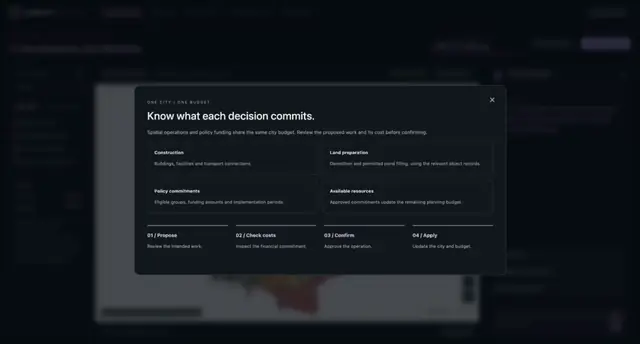 ONE CITY / ONE BUDGET
Know what each decision commits.
Spatial operations and policy funding share the same city budget. Review the proposed work and its cost before confirming.
Construction
Buildings, facilities and transport connections.
Land preparation
Demolition and permitted pond filling, using the relevant object records.
Policy commitments
Eligible groups, funding amounts and implementation periods.
Available resources
Approved commitments update the remaining planning budget.
01 / Propose
Review the intended work.
02 / Check costs
Inspect the financial commitment.
03 / Confirm
Approve the operation.
04 / Apply
Update the city and budget.